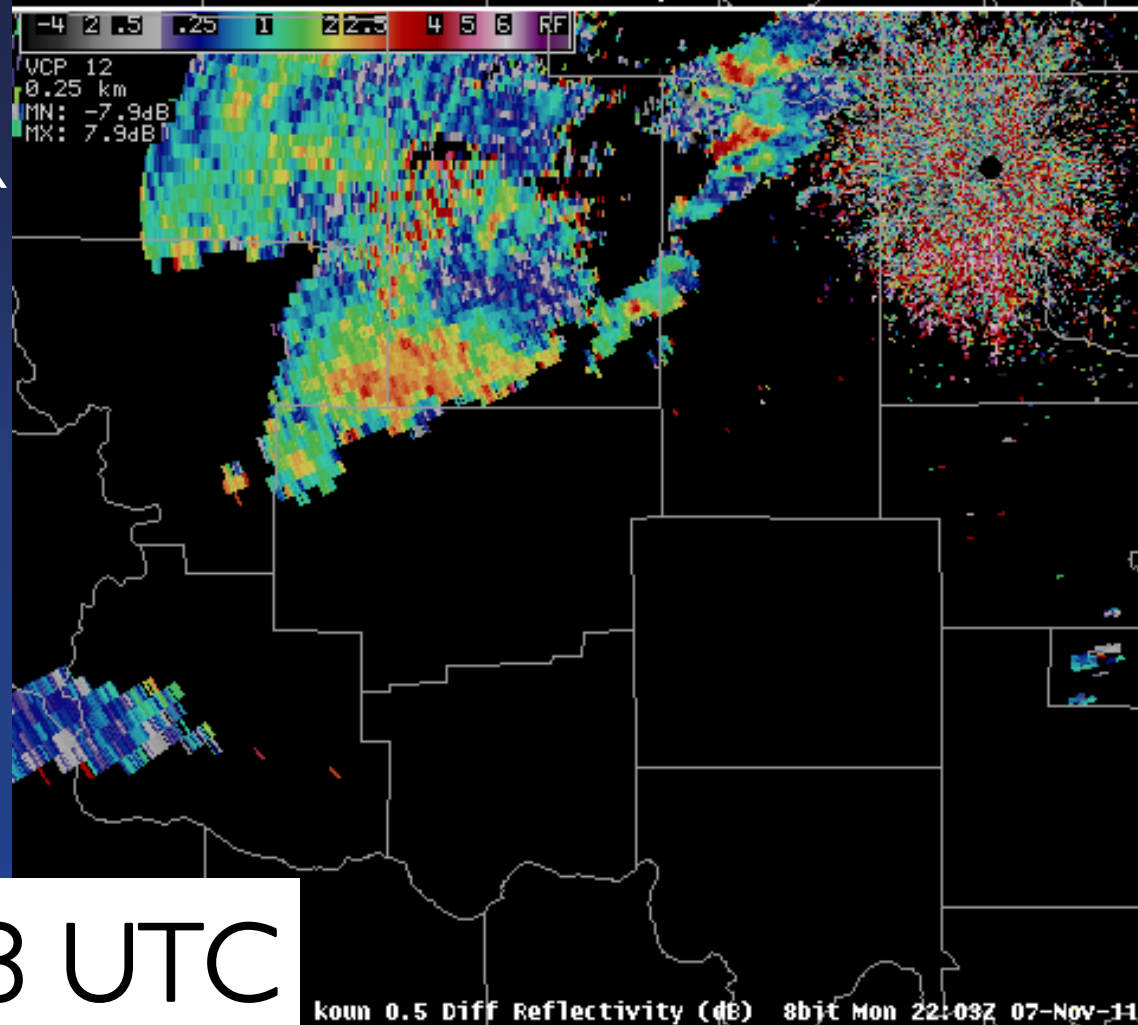 -4 2 .5 .25 1 2 2.5 4 5 6 RF
VCP 12
0.25 km
MN: -7.9dB
MX: 7.9dB
3 UTC
koun 0.5 Diff Reflectivity (dB) 8bit Mon 22:03Z 07-Nov-11